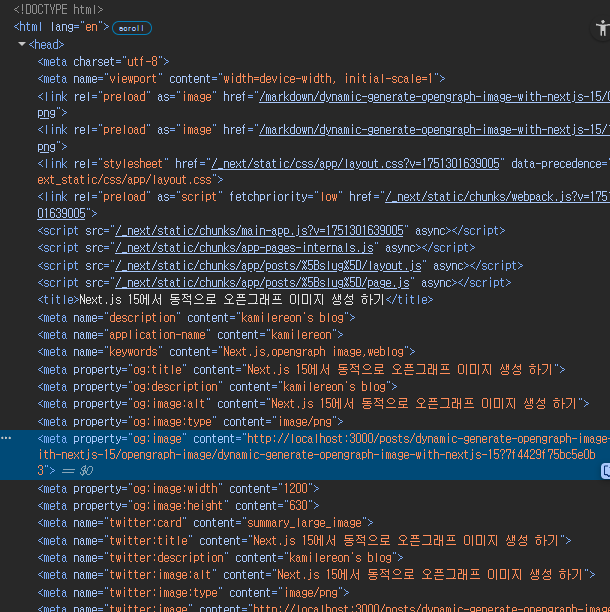 <!DOCTYPE html>
<html lang="en"> scroll
<head>
<meta charset="utf-8">
<meta name="viewport" content="width=device-width, initial-scale=1">
<link rel="preload" as="image" href="/markdown/dynamic-generate-opengraph-image-with-nextjs-15/
png">
<link rel="preload" as="image" href="/markdown/dynamic-generate-opengraph-image-with-nextjs-15/
png">
<link rel="stylesheet" href="/_next/static/css/app/layout.css?v=1751301639005" data-precedence=
ext_static/css/app/layout.css">
<link rel="preload" as="script" fetchpriority="low" href="/_next/static/chunks/webpack.js?v=1751
01639005">
<script src="/_next/static/chunks/main-app.js?v=1751301639005" async></script>
<script src="/_next/static/chunks/app-pages-internals.js" async></script>
<script src="/_next/static/chunks/app/posts/%5Bslug%5D/layout.js" async></script>
<script src="/_next/static/chunks/app/posts/%5Bslug%5D/page.js" async></script>
<title>Next.js 15에서 동적으로 오픈그래프 이미지 생성 하기</title>
<meta name="description" content="kamilereon's blog">
<meta name="application-name" content="kamilereon">
<meta name="keywords" content="Next.js,opengraph image,weblog">
<meta property="og:title" content="Next.js 15에서 동적으로 오픈그래프 이미지 생성 하기">
<meta property="og:description" content="kamilereon's blog">
<meta property="og:image:alt" content="Next.js 15에서 동적으로 오픈그래프 이미지 생성 하기">
<meta property="og:image:type" content="image/png">
<meta property="og:image" content="http://localhost:3000/posts/dynamic-generate-opengraph-image-
ith-nextjs-15/opengraph-image/dynamic-generate-opengraph-image-with-nextjs-15?7f4429f75bc5e0b
3"> == $0
<meta property="og:image:width" content="1200">
<meta property="og:image:height" content="630">
<meta name="twitter:card" content="summary_large_image">
<meta name="twitter:title" content="Next.js 15에서 동적으로 오픈그래프 이미지 생성 하기">
<meta name="twitter:description" content="kamilereon's blog">
<meta name="twitter:image:alt" content="Next.js 15에서 동적으로 오픈그래프 이미지 생성 하기">
<meta name="twitter:image:type" content="image/png">
<meta name="twitter:image" content="http://localhost:3000/posts/dynamic-generate-opengraph-image